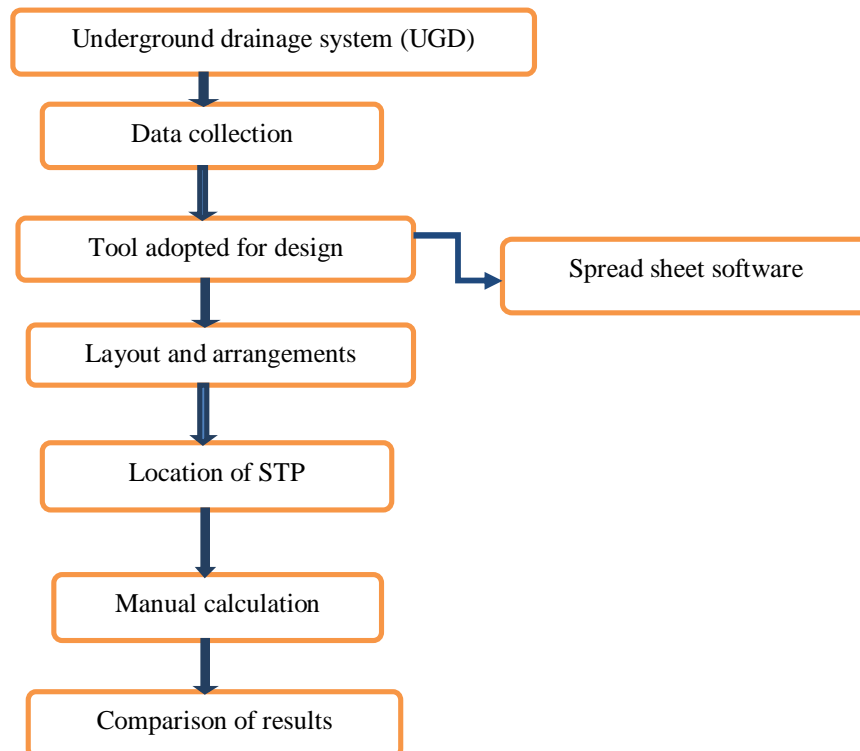 Underground drainage system (UGD)
Data collection
Tool adopted for design
Spread sheet software
Layout and arrangements
Location of STP
Manual calculation
Comparison of results